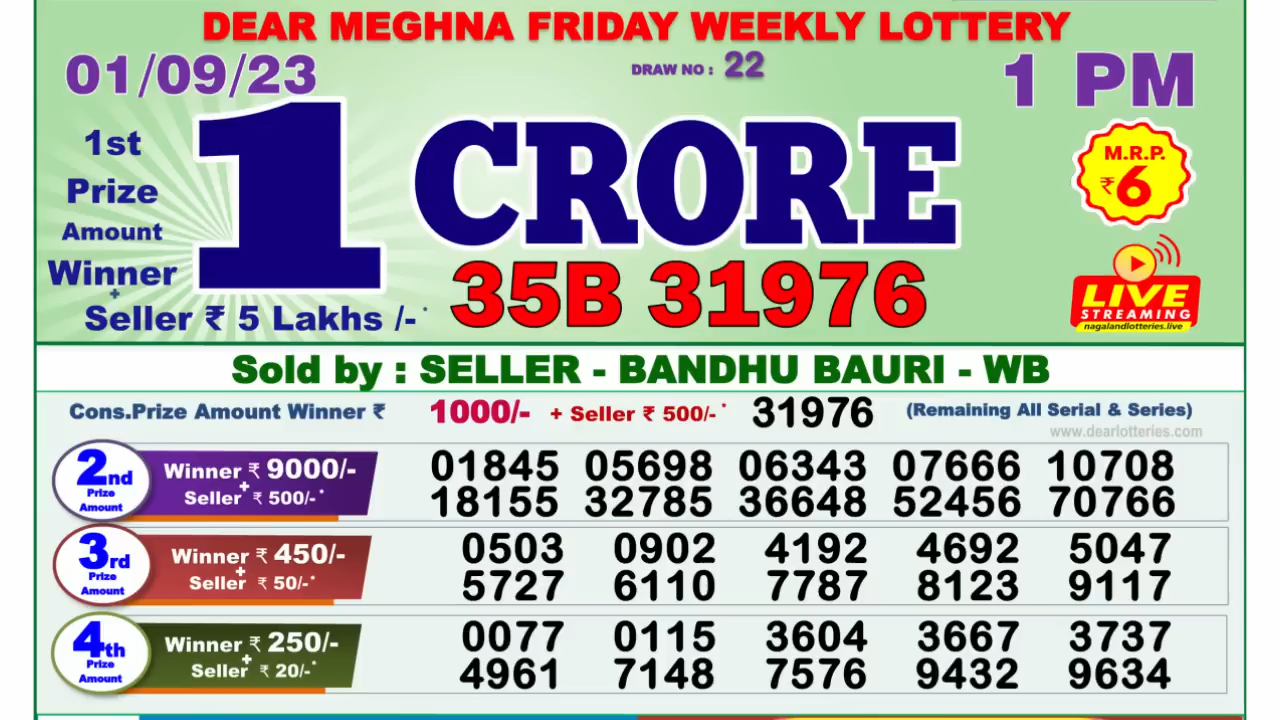 DEAR MEGHNA FRIDAY WEEKLY LOTTERY
01/09/23
DRAW NO : 22
1 PM
1st
Prize
Amount
Winner
+
Seller ₹ 5 Lakhs /-*
1 CRORE
35B 31976
M.R.P.
₹6
LIVE
STREAMING
nagalandlotteries.live
Sold by : SELLER - BANDHU BAURI - WB
Cons.Prize Amount Winner ₹ 1000/- + Seller ₹ 500/-* 31976 (Remaining All Serial & Series)
www.dearlotteries.com
2nd
Prize
Amount
Winner ₹ 9000/-
+
Seller ₹ 500/-*
01845 05698 06343 07666 10708
18155 32785 36648 52456 70766
3rd
Prize
Amount
Winner ₹ 450/-
+
Seller ₹ 50/-*
0503 0902 4192 4692 5047
5727 6110 7787 8123 9117
4th
Prize
Amount
Winner ₹ 250/-
+
Seller ₹ 20/-*
0077 0115 3604 3667 3737
4961 7148 7576 9432 9634